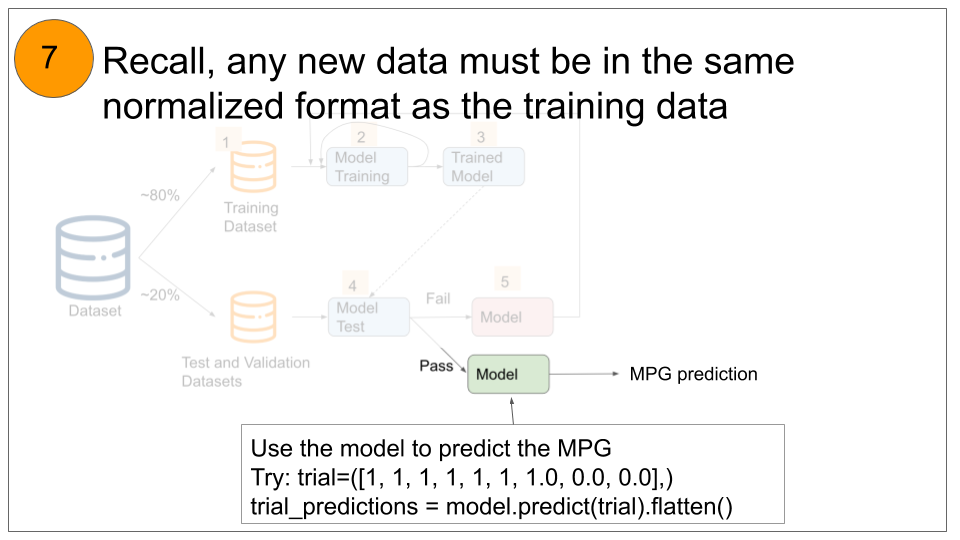 7
Recall, any new data must be in the same
normalized format as the training data
1
2
3
Model
Training
Trained
Model
~80%
Training
Dataset
Dataset
~20%
4
5
Model
Test
Fail
Model
Test and Validation
Datasets
Pass
Model
MPG prediction
Use the model to predict the MPG
Try: trial=([1, 1, 1, 1, 1, 1, 1.0, 0.0, 0.0],)
trial_predictions = model.predict(trial).flatten()